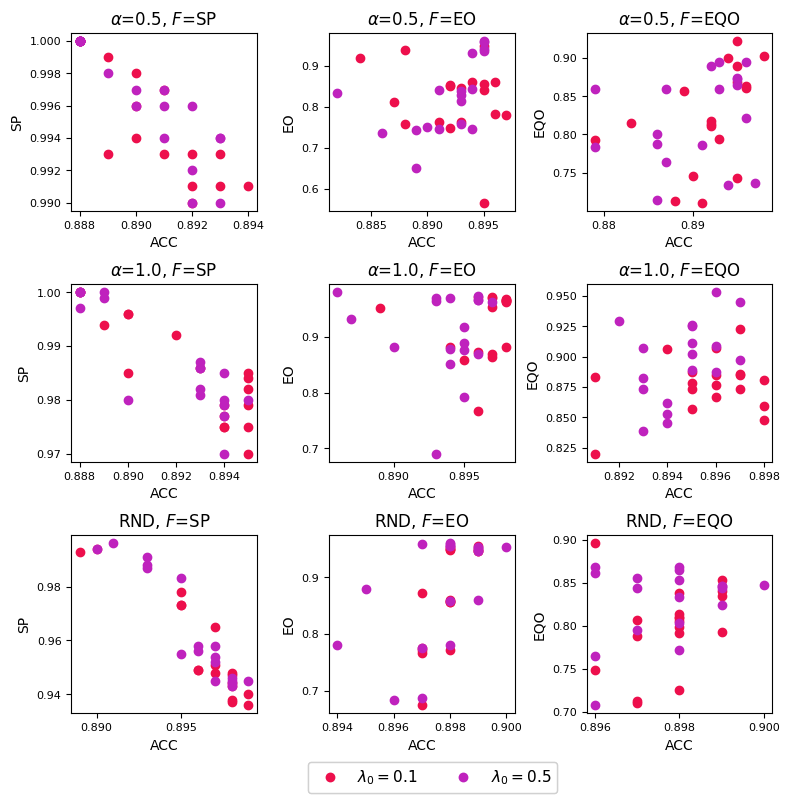 α=0.5, F=SP
α=0.5, F=EO
α=0.5, F=EQO
1.000
0.998
0.996
0.994
0.992
0.990
SP
0.888
0.890
0.892
0.894
ACC
0.9
0.8
0.7
0.6
EO
0.885
0.890
0.895
ACC
0.90
0.85
0.80
0.75
EQO
0.88
0.89
ACC
α=1.0, F=SP
α=1.0, F=EO
α=1.0, F=EQO
1.00
0.99
0.98
0.97
SP
0.888
0.890
0.892
0.894
ACC
0.9
0.8
0.7
EO
0.890
0.895
ACC
0.950
0.925
0.900
0.875
0.850
0.825
EQO
0.892
0.894
0.896
0.898
ACC
RND, F=SP
RND, F=EO
RND, F=EQO
0.98
0.96
0.94
SP
0.890
0.895
ACC
0.9
0.8
0.7
EO
0.894
0.896
0.898
0.900
ACC
0.90
0.85
0.80
0.75
0.70
EQO
0.896
0.898
0.900
ACC
λ₀ = 0.1
λ₀ = 0.5